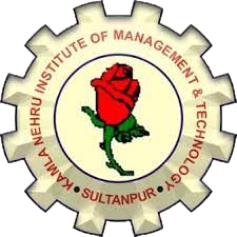 KAMLA NEHRU INSTITUTE OF MANAGEMENT & TECHNOLOGY
• SULTANPUR •